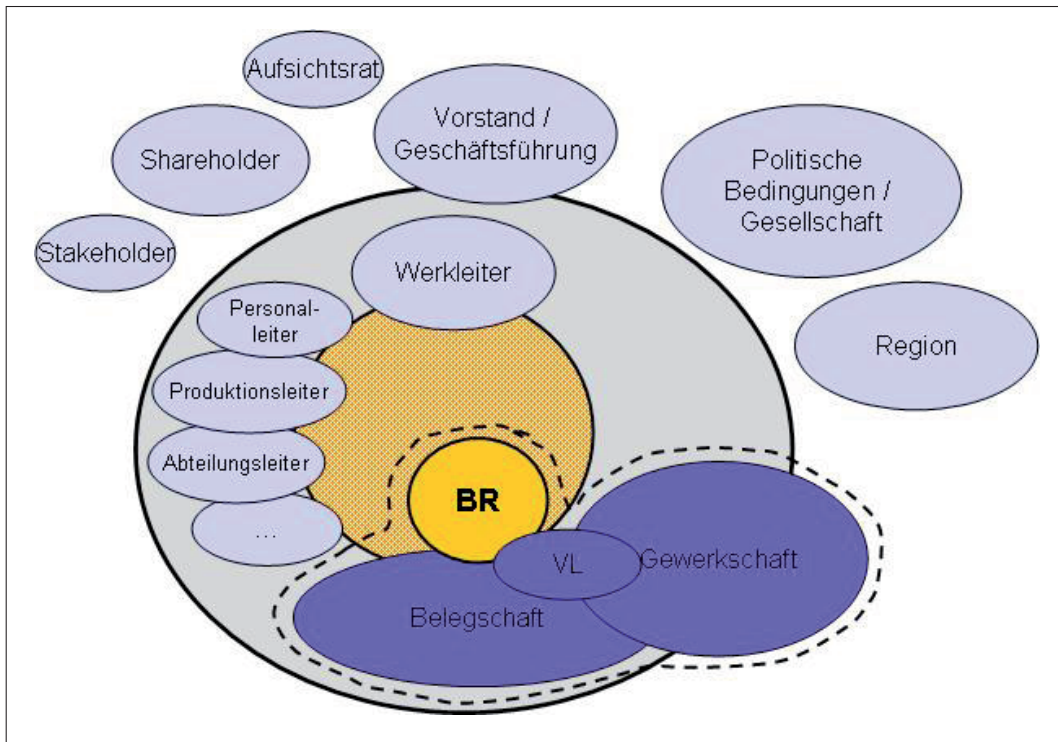 Aufsichtsrat
Vorstand /
Geschäftsführung
Shareholder
Politische
Bedingungen /
Gesellschaft
Stakeholder
Werkleiter
Personal-
leiter
Region
Produktionsleiter
Abteilungsleiter
...
BR
VL
Gewerkschaft
Belegschaft